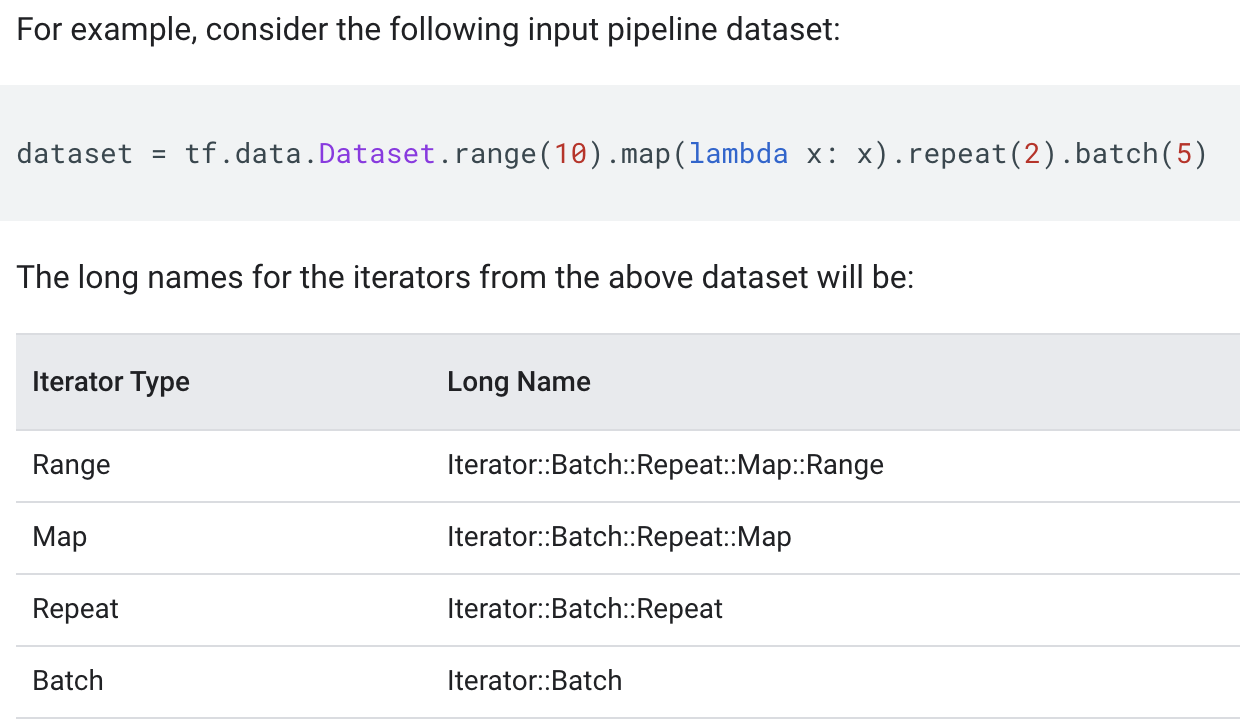 For example, consider the following input pipeline dataset:
dataset = tf.data.Dataset.range(10).map(lambda x: x).repeat(2).batch(5)
The long names for the iterators from the above dataset will be:
Iterator Type Long Name
Range Iterator::Batch::Repeat::Map::Range
Map Iterator::Batch::Repeat::Map
Repeat Iterator::Batch::Repeat
Batch Iterator::Batch